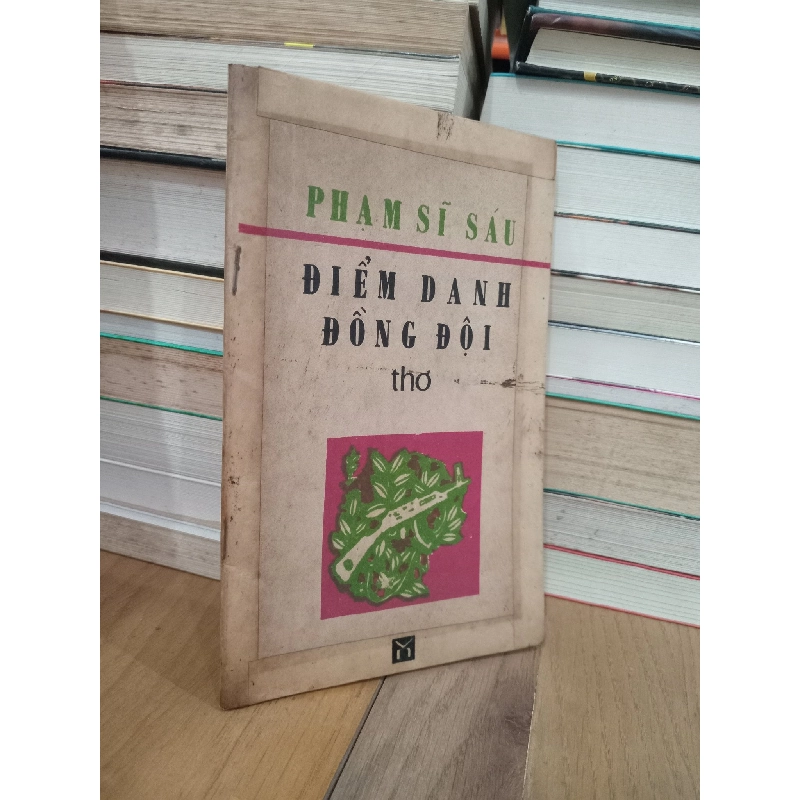 PHẠM SĨ SÁU
ĐIỂM DANH
ĐỒNG ĐỘI
thơ